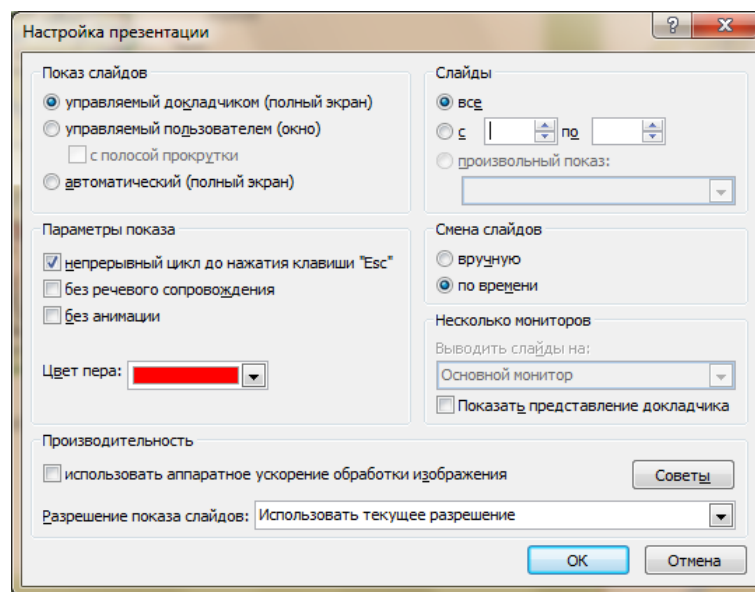 Настройка презентации
Показ слайдов
управляемый докладчиком (полный экран)
управляемый пользователем (окно)
с полосой прокрутки
автоматический (полный экран)
Слайды
все
с по
произвольный показ:
Параметры показа
непрерывный цикл до нажатия клавиши "Esc"
без речевого сопровождения
без анимации
Цвет пера:
Смена слайдов
вручную
по времени
Несколько мониторов
Выводить слайды на:
Основной монитор
Показать представление докладчика
Производительность
использовать аппаратное ускорение обработки изображения
Советы
Разрешение показа слайдов: Использовать текущее разрешение
ОК Отмена